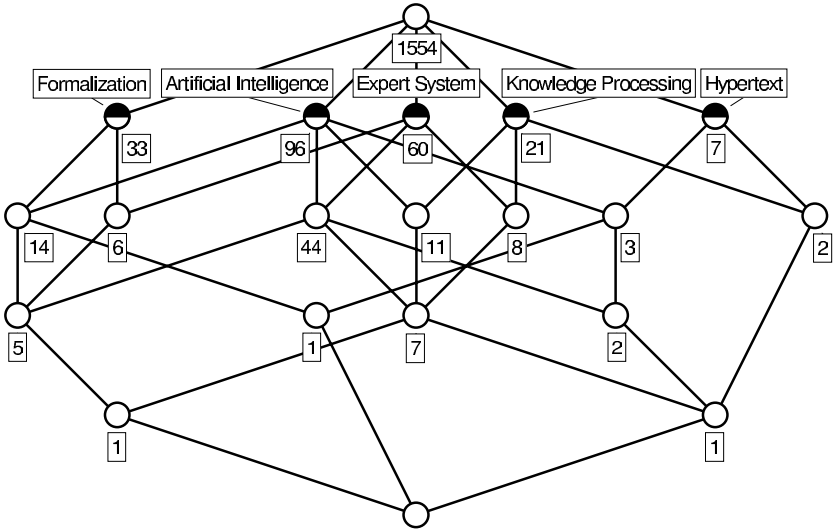 1554
Formalization Artificial Intelligence Expert System Knowledge Processing Hypertext
33 96 60 21 7
14 6 44 11 8 3 2
5 1 7 2
1 1